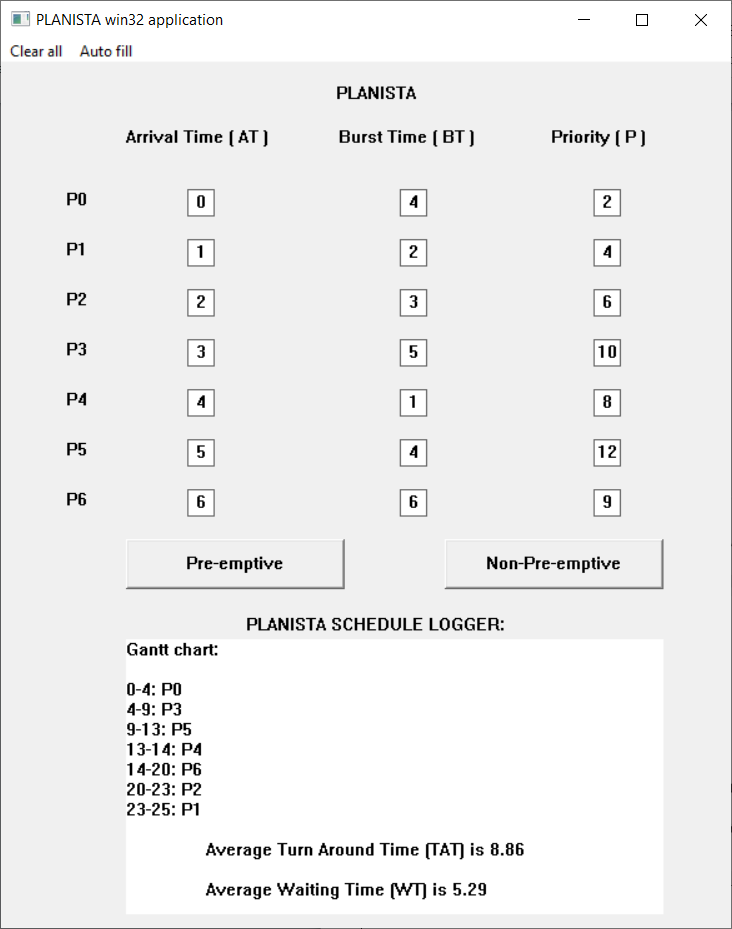 PLANISTA win32 application
Clear all Auto fill
PLANISTA
Arrival Time ( AT ) Burst Time ( BT ) Priority ( P )
P0 0 4 2
P1 1 2 4
P2 2 3 6
P3 3 5 10
P4 4 1 8
P5 5 4 12
P6 6 6 9
Pre-emptive Non-Pre-emptive
PLANISTA SCHEDULE LOGGER:
Gantt chart:
0-4: P0
4-9: P3
9-13: P5
13-14: P4
14-20: P6
20-23: P2
23-25: P1
Average Turn Around Time (TAT) is 8.86
Average Waiting Time (WT) is 5.29